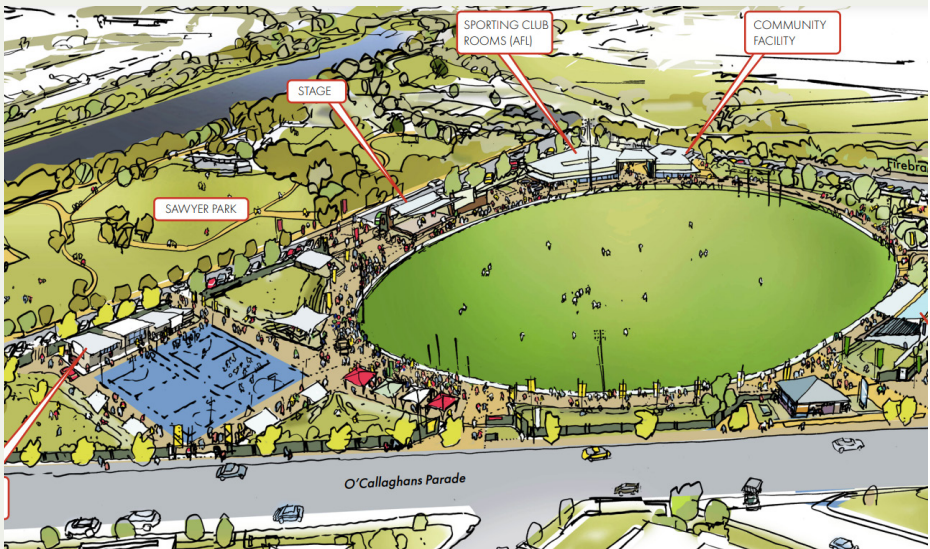 SPORTING CLUB
ROOMS (AFL)
COMMUNITY
FACILITY
STAGE
Firebra
SAWYER PARK
O'Callaghans Parade